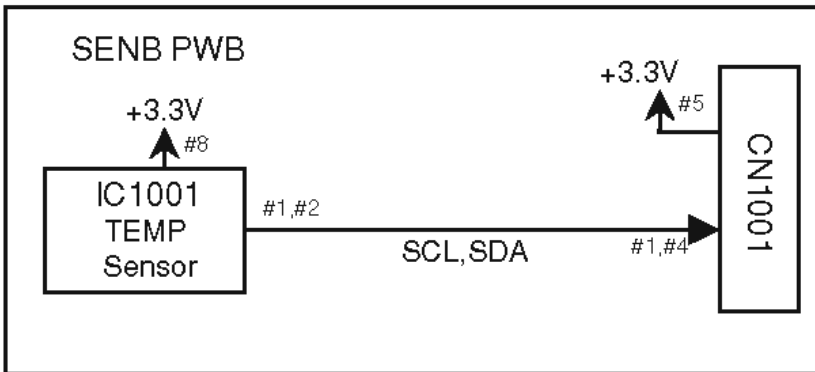 SENB PWB
+3.3V
#5
+3.3V
#8
IC1001
TEMP
Sensor
#1,#2
SCL,SDA
#1,#4
CN1001